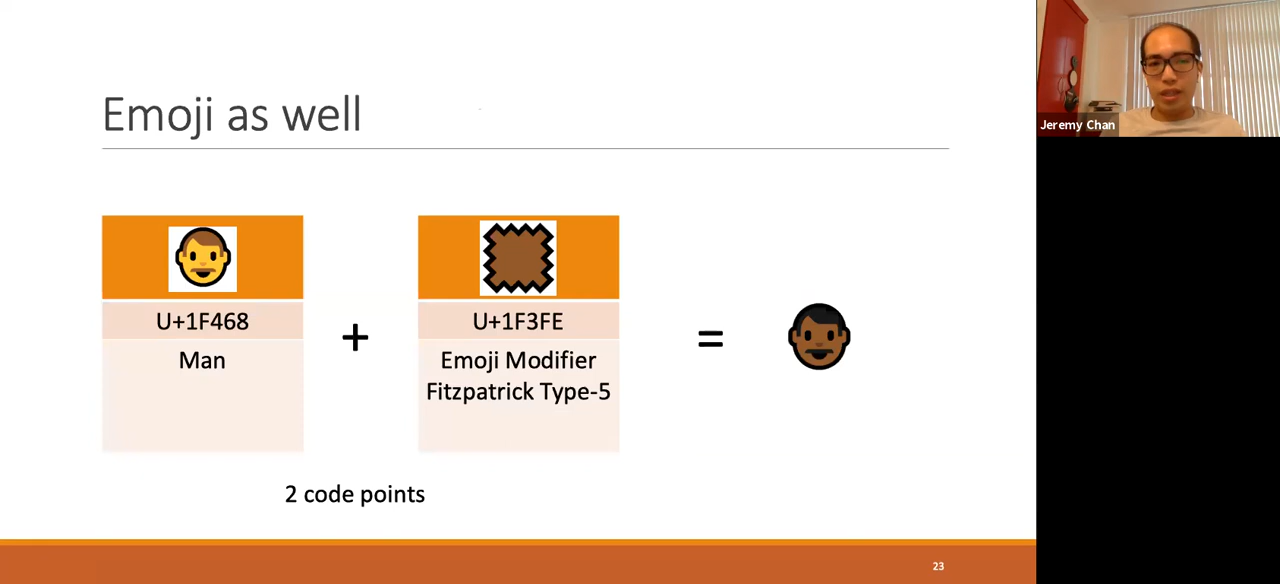 Emoji as well
U+1F468
Man
+
U+1F3FE
Emoji Modifier
Fitzpatrick Type-5
=
2 code points
23
Jeremy Chan